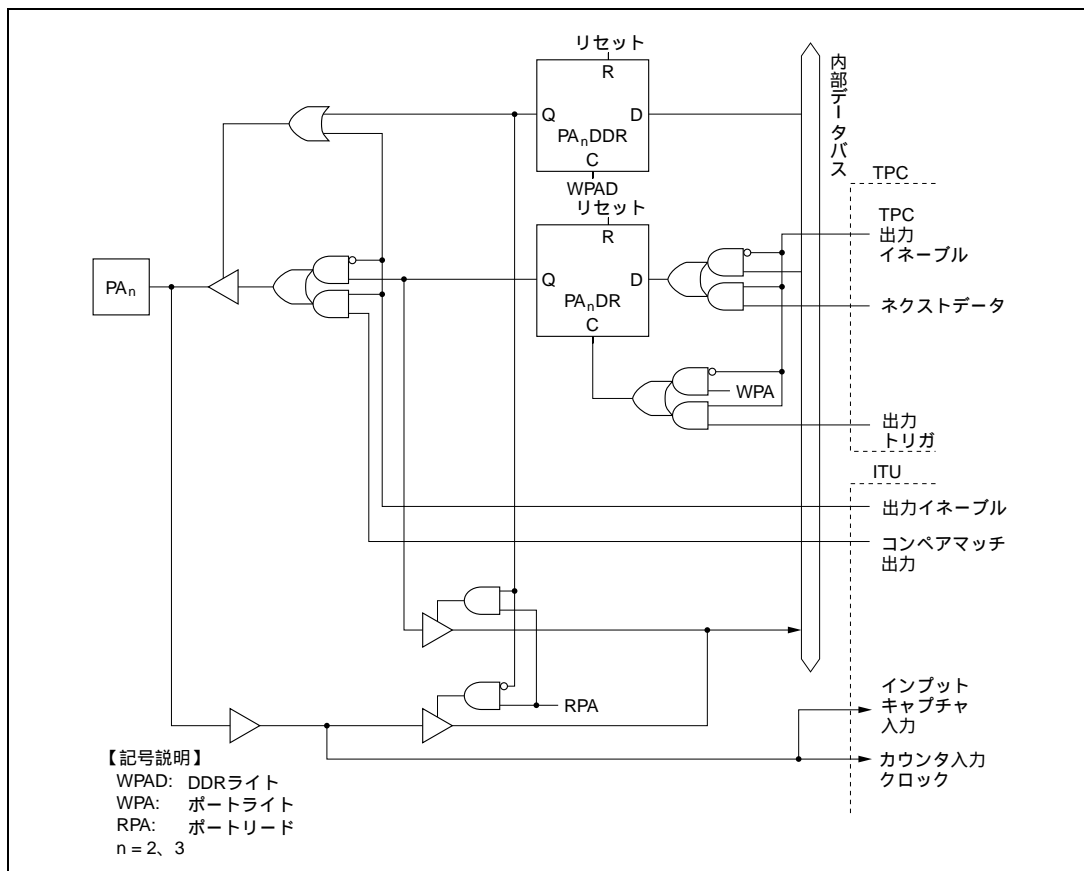 リセット
R
Q
D
PAnDDR
C
WPAD
リセット
R
Q
D
PAnDR
C
内部データバス
TPC
TPC
出力
イネーブル
ネクストデータ
WPA
出力
トリガ
PAn
ITU
出力イネーブル
コンペアマッチ
出力
RPA
インプット
キャプチャ
入力
カウンタ入力
クロック
【記号説明】
WPAD: DDRライト
WPA: ポートライト
RPA: ポートリード
n = 2、3